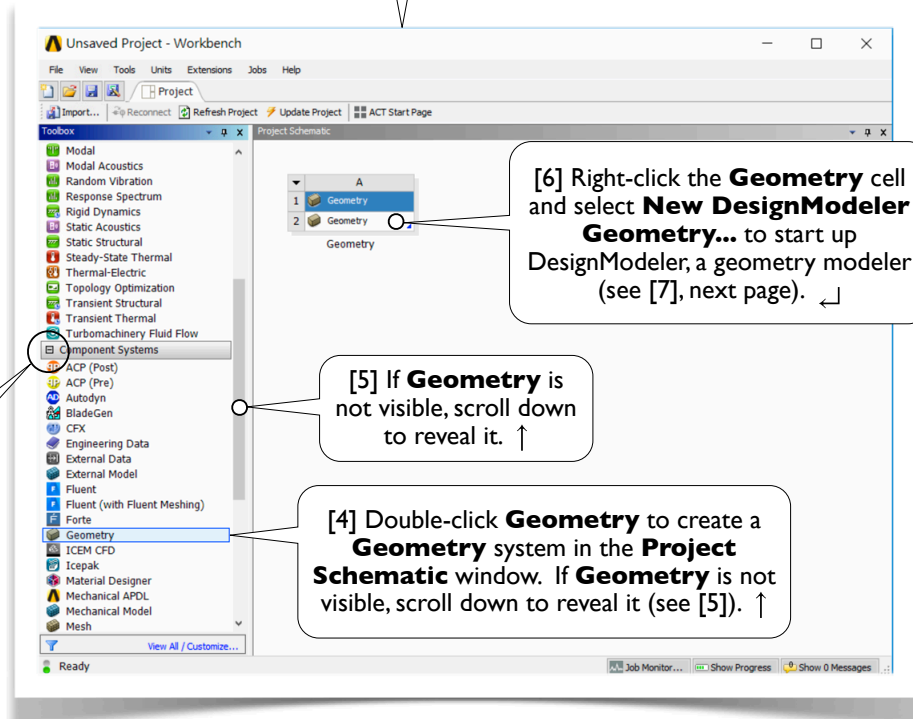 Unsaved Project - Workbench
File View Tools Units Extensions Jobs Help
Project
Import... Reconnect Refresh Project Update Project ACT Start Page
Toolbox
Project Schematic
Modal
Modal Acoustics
Random Vibration
Response Spectrum
Rigid Dynamics
Static Acoustics
Static Structural
Steady-State Thermal
Thermal-Electric
Topology Optimization
Transient Structural
Transient Thermal
Turbomachinery Fluid Flow
Component Systems
ACP (Post)
ACP (Pre)
Autodyn
BladeGen
CFX
Engineering Data
External Data
External Model
Fluent
Fluent (with Fluent Meshing)
Forte
Geometry
ICEM CFD
Icepak
Material Designer
Mechanical APDL
Mechanical Model
Mesh
View All / Customize...
A
1 Geometry
2 Geometry
Geometry
[6] Right-click the Geometry cell
and select New DesignModeler
Geometry... to start up
DesignModeler, a geometry modeler
(see [7], next page). ↵
[5] If Geometry is
not visible, scroll down
to reveal it. ↑
[4] Double-click Geometry to create a
Geometry system in the Project
Schematic window. If Geometry is not
visible, scroll down to reveal it (see [5]). ↑
Ready
Job Monitor... Show Progress Show 0 Messages